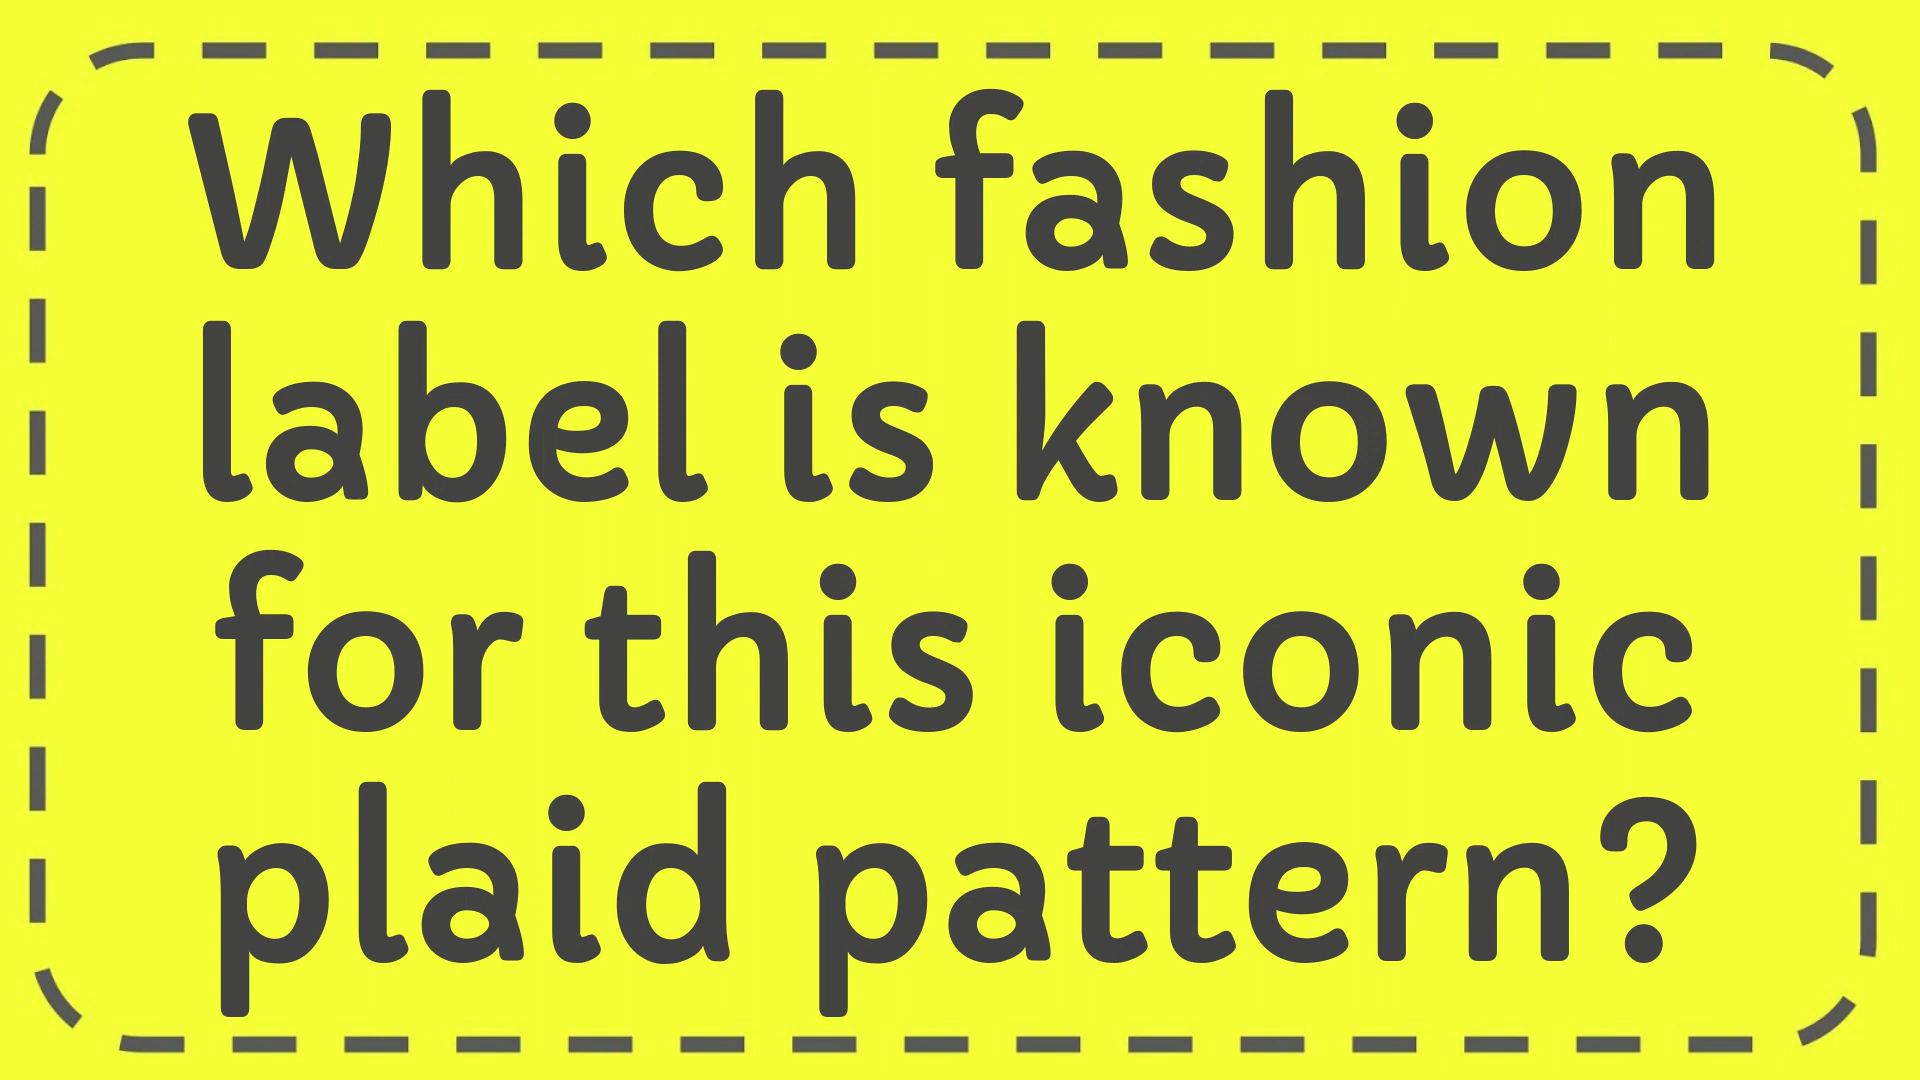 Which fashion
label is known
for this iconic
plaid pattern?